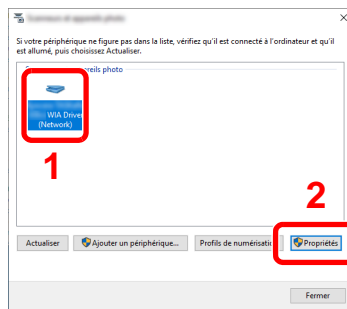 Si votre périphérique ne figure pas dans la liste, vérifiez qu'il est connecté à l'ordinateur et qu'il
est allumé, puis choisissez Actualiser.
reils photo
WIA Driver
(Network)
1
2
Actualiser
Ajouter un périphérique...
Profils de numérisatio
Propriétés
Fermer